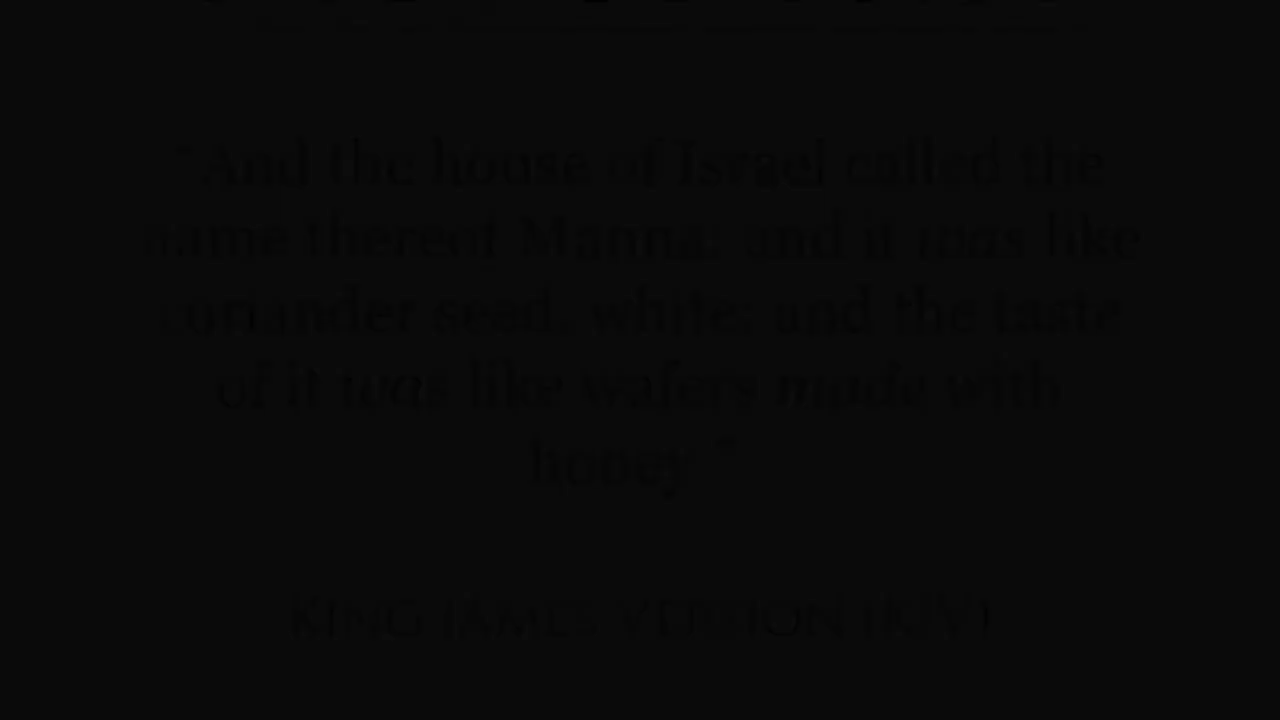 "And the house of Israel called the
name thereof Manna: and it was like
coriander seed, white; and the taste
of it was like wafers made with
honey."
KING JAMES VERSION (KJV)